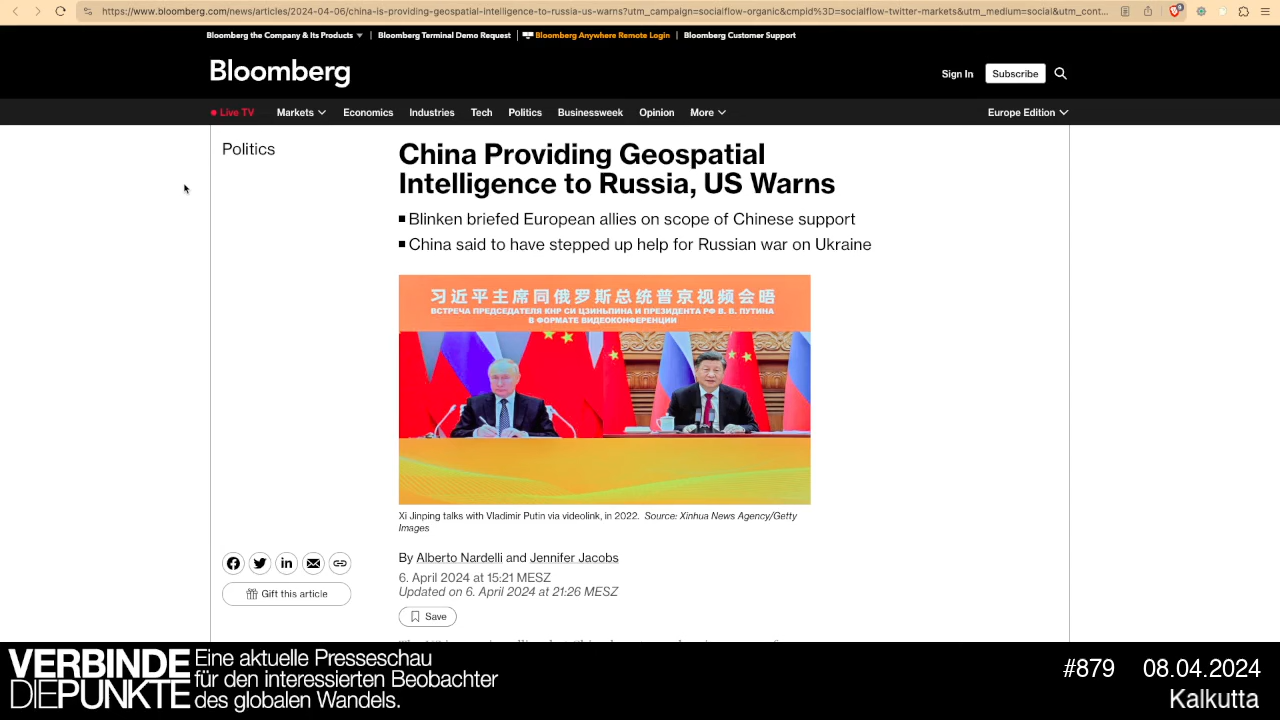 https://www.bloomberg.com/news/articles/2024-04-06/china-is-providing-geospatial-intelligence-to-russia-us-warns?utm_campaign=socialflow-organic&cmpid%3D=socialflow-twitter-markets&utm_medium=social&utm_cont...
Bloomberg the Company & Its Products | Bloomberg Terminal Demo Request | Bloomberg Anywhere Remote Login | Bloomberg Customer Support
Bloomberg
Sign In Subscribe
Live TV Markets Economics Industries Tech Politics Businessweek Opinion More Europe Edition
Politics
China Providing Geospatial
Intelligence to Russia, US Warns
Blinken briefed European allies on scope of Chinese support
China said to have stepped up help for Russian war on Ukraine
习近平主席同俄罗斯总统普京视频会晤
ВСТРЕЧА ПРЕДСЕДАТЕЛЯ КНР СИ ЦЗИНЬПИНА И ПРЕЗИДЕНТА РФ В. В. ПУТИНА
В ФОРМАТЕ ВИДЕОКОНФЕРЕНЦИИ
Xi Jinping talks with Vladimir Putin via videolink, in 2022. Source: Xinhua News Agency/Getty
Images
By Alberto Nardelli and Jennifer Jacobs
6. April 2024 at 15:21 MESZ
Updated on 6. April 2024 at 21:26 MESZ
Gift this article
Save
VERBINDE
DIEPUNKTE
Eine aktuelle Presseschau
für den interessierten Beobachter
des globalen Wandels.
#879 08.04.2024
Kalkutta